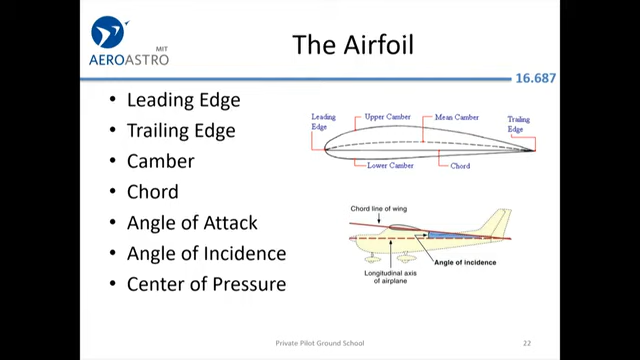 MIT
AEROASTRO
The Airfoil
16.687
• Leading Edge
• Trailing Edge
• Camber
• Chord
• Angle of Attack
• Angle of Incidence
• Center of Pressure
Leading
Edge
Upper Camber
Mean Camber
Trailing
Edge
Lower Camber
Chord
Chord line of wing
Longitudinal axis
of airplane
Angle of incidence
Private Pilot Ground School
22